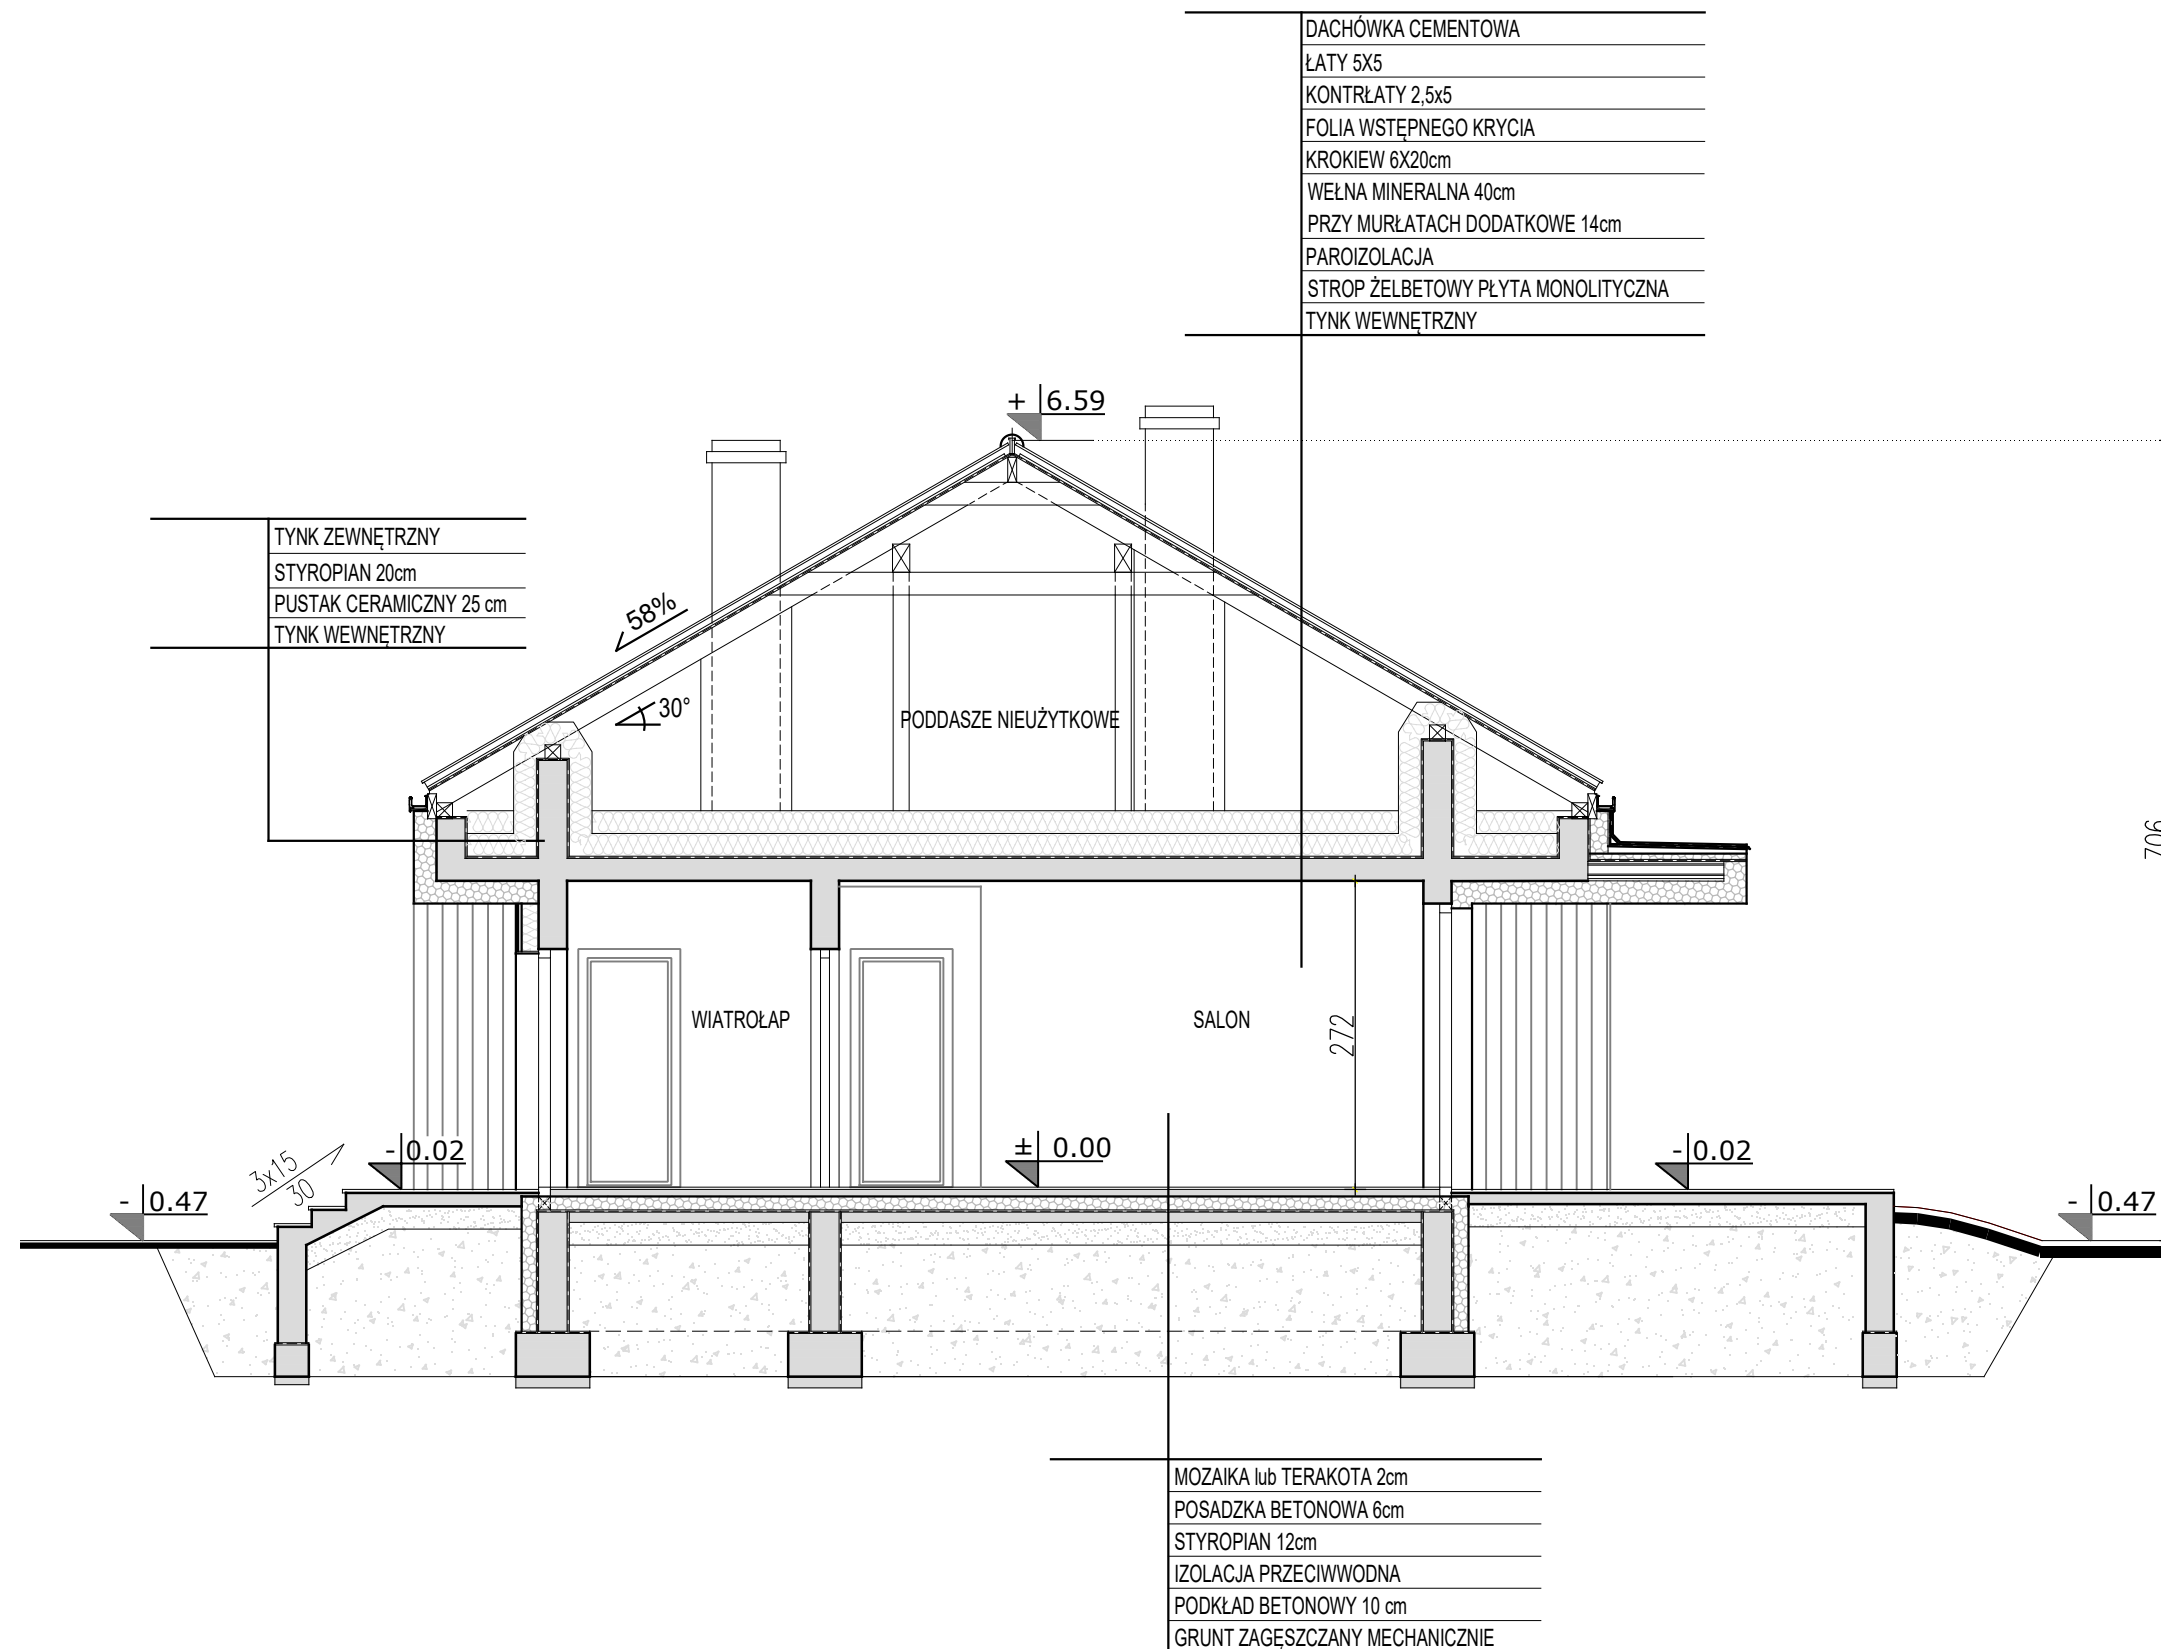 DACHÓWKA CEMENTOWA
ŁATY 5X5
KONTRŁATY 2,5x5
FOLIA WSTĘPNEGO KRYCIA
KROKIEW 6X20cm
WEŁNA MINERALNA 40cm
PRZY MURŁATACH DODATKOWE 14cm
PAROIZOLACJA
STROP ŻELBETOWY PŁYTA MONOLITYCZNA
TYNK WEWNĘTRZNY
+ 6.59
TYNK ZEWNĘTRZNY
STYROPIAN 20cm
PUSTAK CERAMICZNY 25 cm
TYNK WEWNĘTRZNY
58%
30°
PODDASZE NIEUŻYTKOWE
706
WIATROŁAP
SALON
272
3x15
30
- 0.02
± 0.00
- 0.02
- 0.47
- 0.47
MOZAIKA lub TERAKOTA 2cm
POSADZKA BETONOWA 6cm
STYROPIAN 12cm
IZOLACJA PRZECIWWODNA
PODKŁAD BETONOWY 10 cm
GRUNT ZAGĘSZCZANY MECHANICZNIE